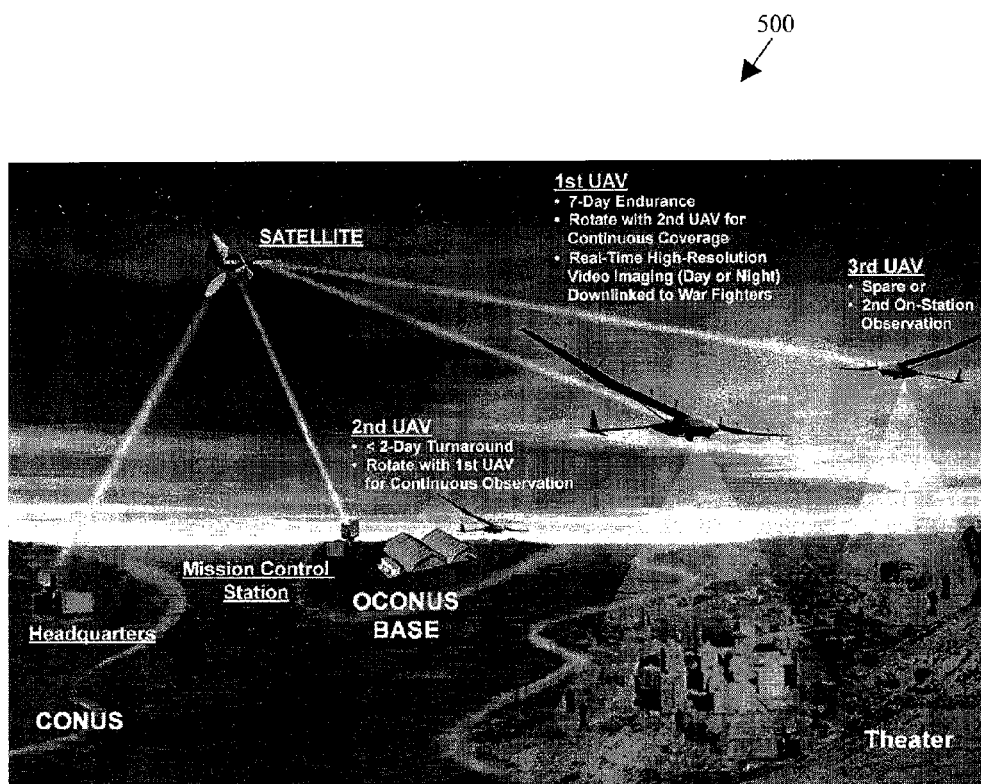 500
SATELLITE
1st UAV
• 7-Day Endurance
• Rotate with 2nd UAV for
Continuous Coverage
• Real-Time High-Resolution
Video Imaging (Day or Night)
Downlinked to War Fighters
3rd UAV
• Spare or
• 2nd On-Station
Observation
2nd UAV
• < 2-Day Turnaround
• Rotate with 1st UAV
for Continuous Observation
Mission Control
Station
OCONUS
BASE
Headquarters
CONUS
Theater